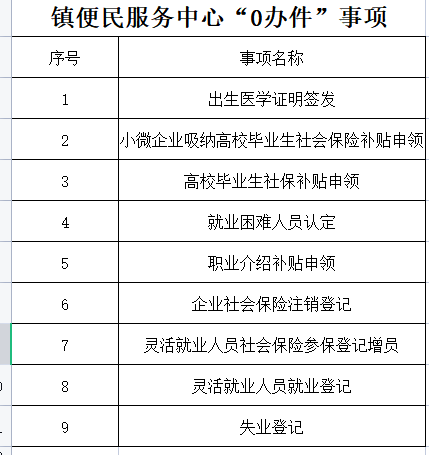 镇便民服务中心“0办件”事项
序号 事项名称
1 出生医学证明签发
2 小微企业吸纳高校毕业生社会保险补贴申领
3 高校毕业生社保补贴申领
4 就业困难人员认定
5 职业介绍补贴申领
6 企业社会保险注销登记
7 灵活就业人员社会保险参保登记增员
8 灵活就业人员就业登记
9 失业登记